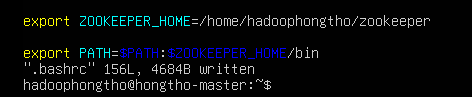 export ZOOKEEPER_HOME=/home/hadoophongtho/zookeeper
export PATH=$PATH:$ZOOKEEPER_HOME/bin
".bashrc" 156L, 4684B written
hadoophongtho@hongtho-master:~$